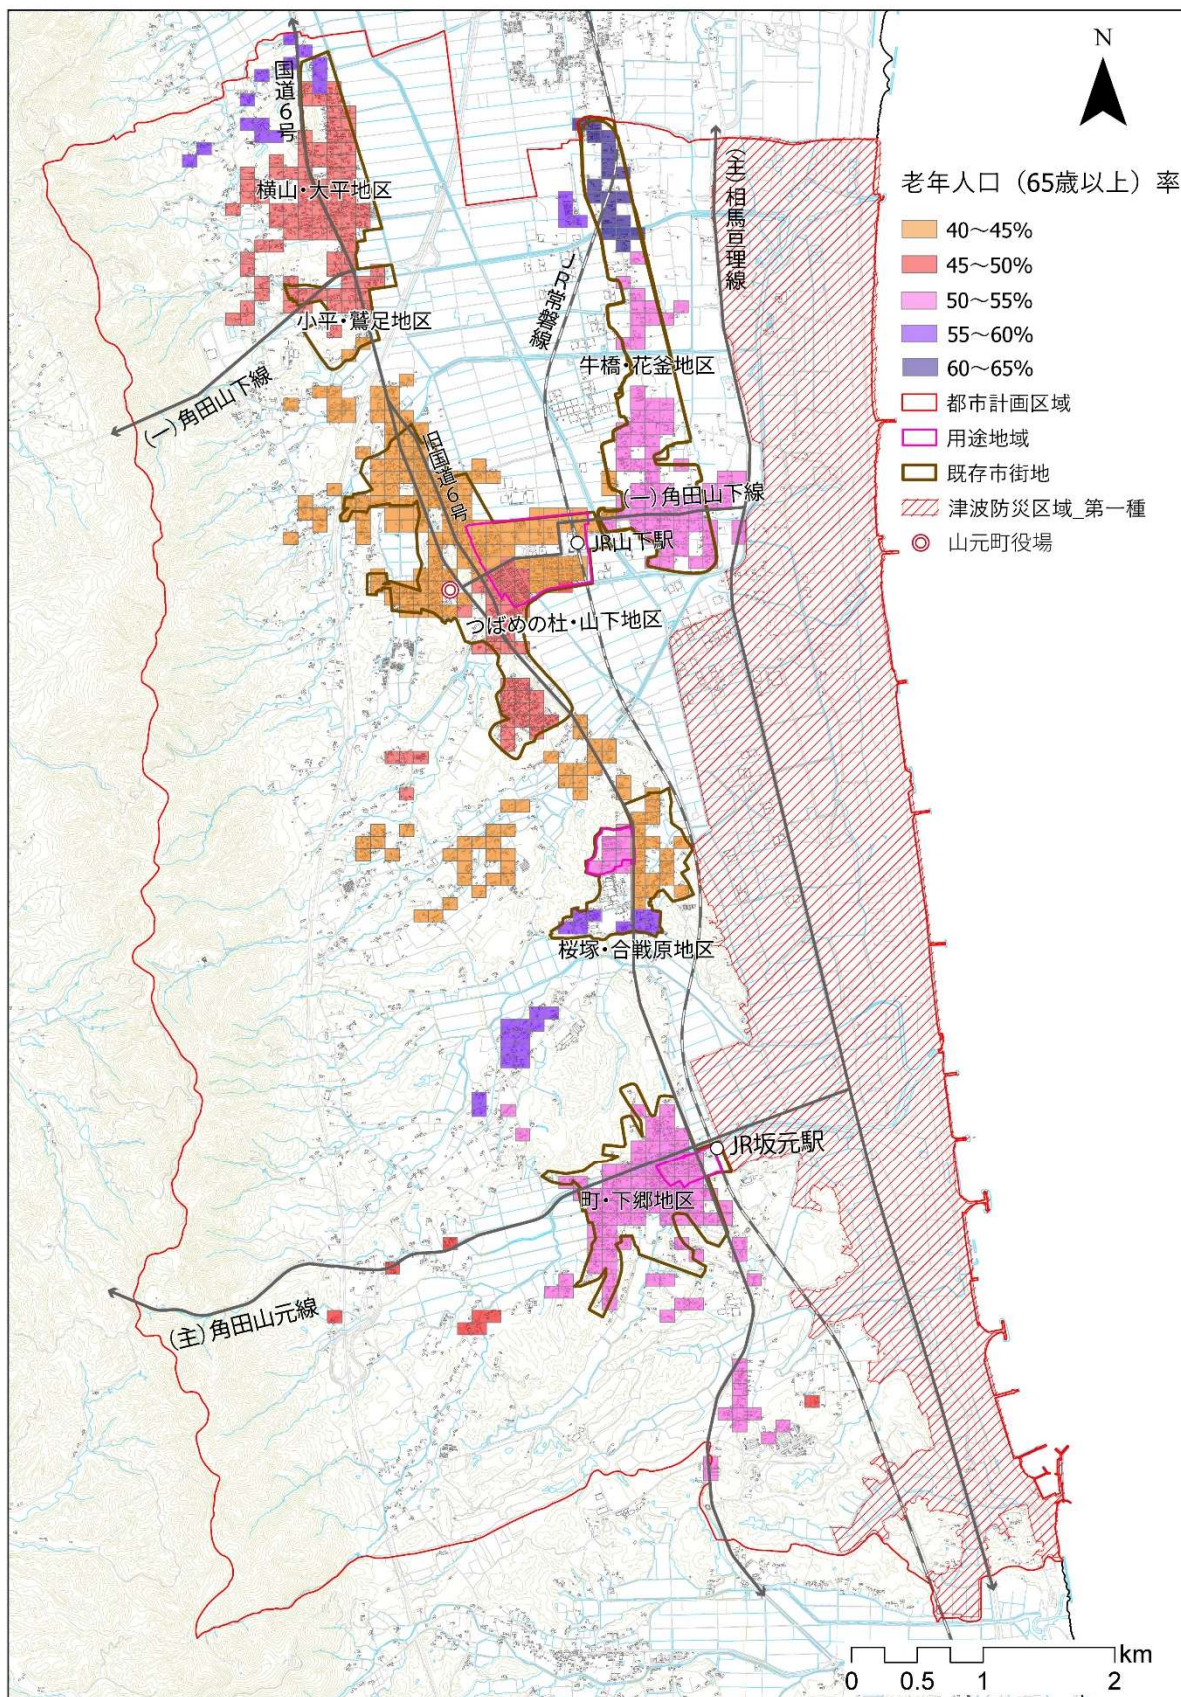 N
国道6号
(主)相馬亘理線
老年人口（65歳以上）率
40～45%
45～50%
50～55%
55～60%
60～65%
都市計画区域
用途地域
既存市街地
津波防災区域_第一種
山元町役場
横山・大平地区
JR常磐線
小平・鷲足地区
牛橋・花釜地区
(一)角田山下線
旧国道6号
(一)角田山下線
JR山下駅
つばめの杜・山下地区
桜塚・合戦原地区
JR坂元駅
町・下郷地区
(主)角田山元線
km
0 0.5 1 2